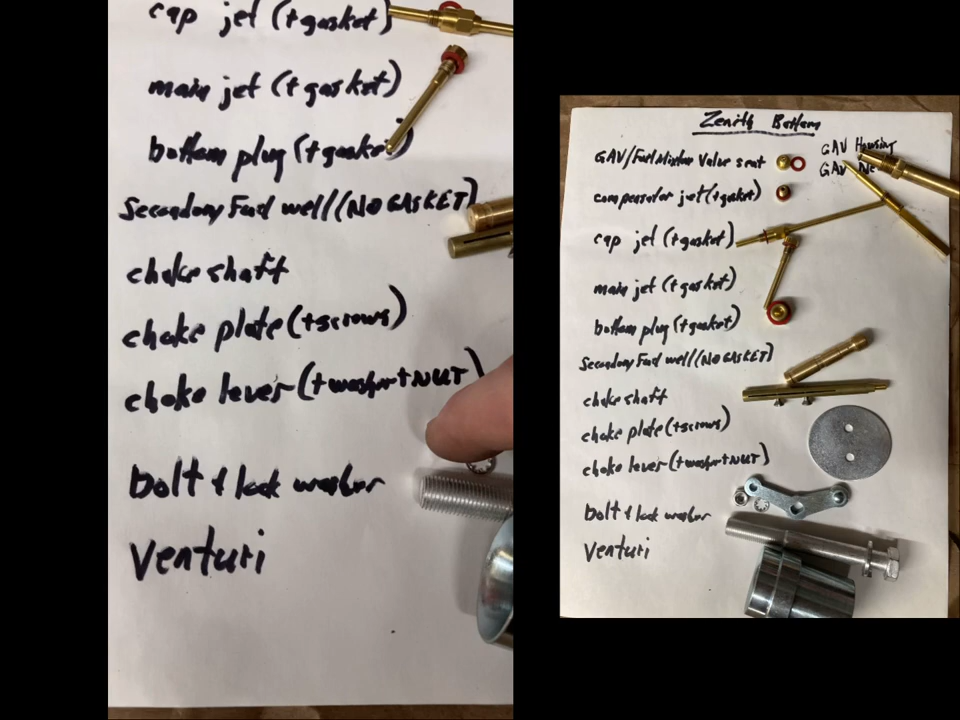 cap jet (+gasket)
main jet (+gasket)
bottom plug (+gasket)
Secondary Fuel well (NO GASKET)
choke shaft
choke plate (+screws)
choke lever (+washer+NUT)
bolt & lock washer
Venturi
Zenith Bottom
GAV/Fuel Mixture Valve seat
GAV Housing
GAV
compensator jet (+gasket)
cap jet (+gasket)
main jet (+gasket)
bottom plug (+gasket)
Secondary Fuel well (NO GASKET)
choke shaft
choke plate (+screws)
choke lever (+washer+NUT)
bolt & lock washer
Venturi